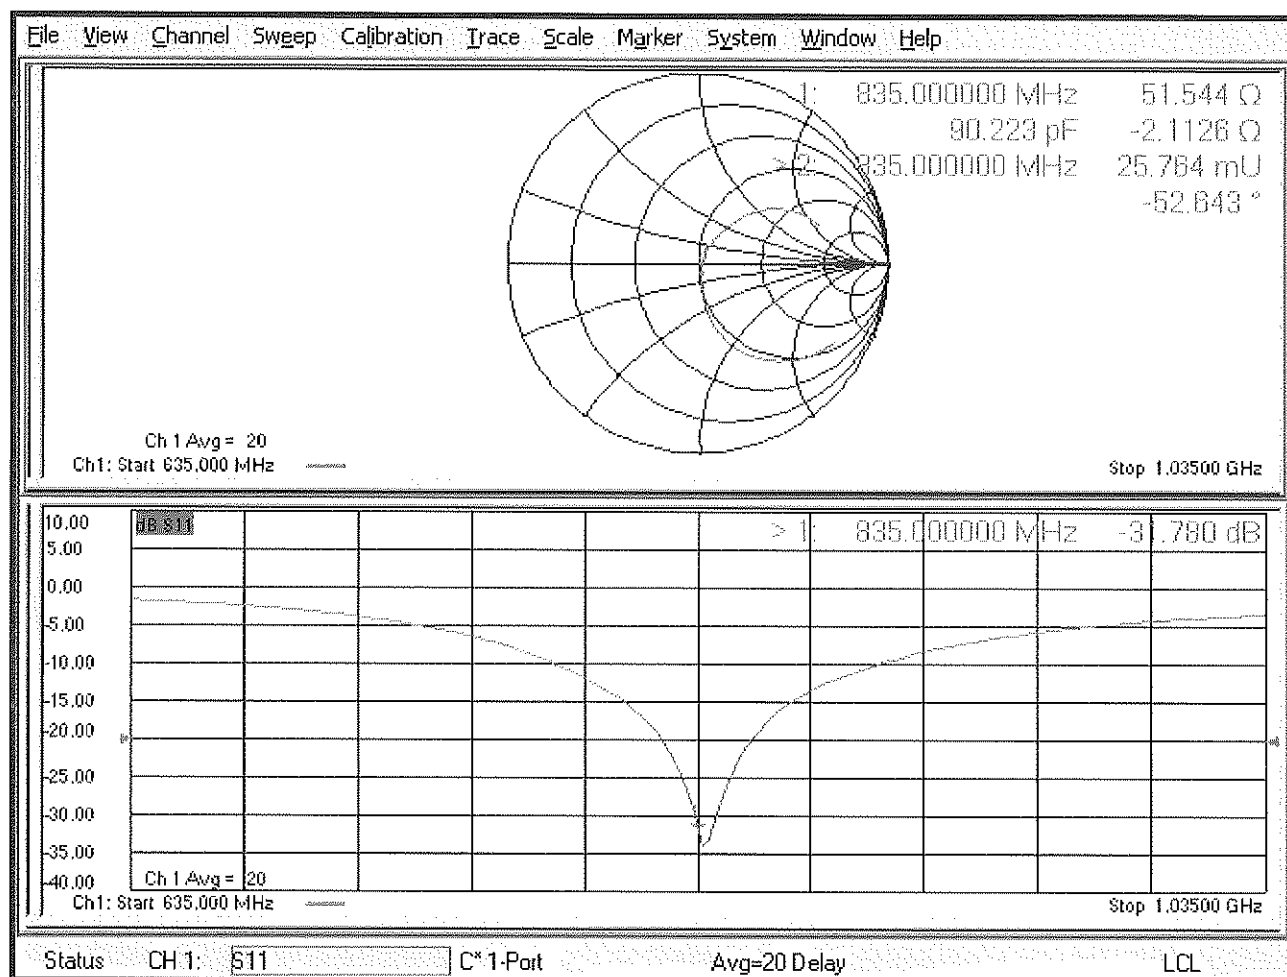 File View Channel Sweep Calibration Trace Scale Marker System Window Help
1: 835.000000 MHz 51.544 Ω
90.223 pF -2.1126 Ω
> 2: 835.000000 MHz 25.764 mU
-52.643 °
Ch 1 Avg = 20
Ch1: Start 635.000 MHz
Stop 1.03500 GHz
10.00
dB S11
> 1: 835.000000 MHz -31.780 dB
5.00
0.00
-5.00
-10.00
-15.00
-20.00
-25.00
-30.00
-35.00
-40.00
Ch 1 Avg = 20
Ch1: Start 635.000 MHz
Stop 1.03500 GHz
Status CH 1: S11 C* 1-Port Avg=20 Delay LCL